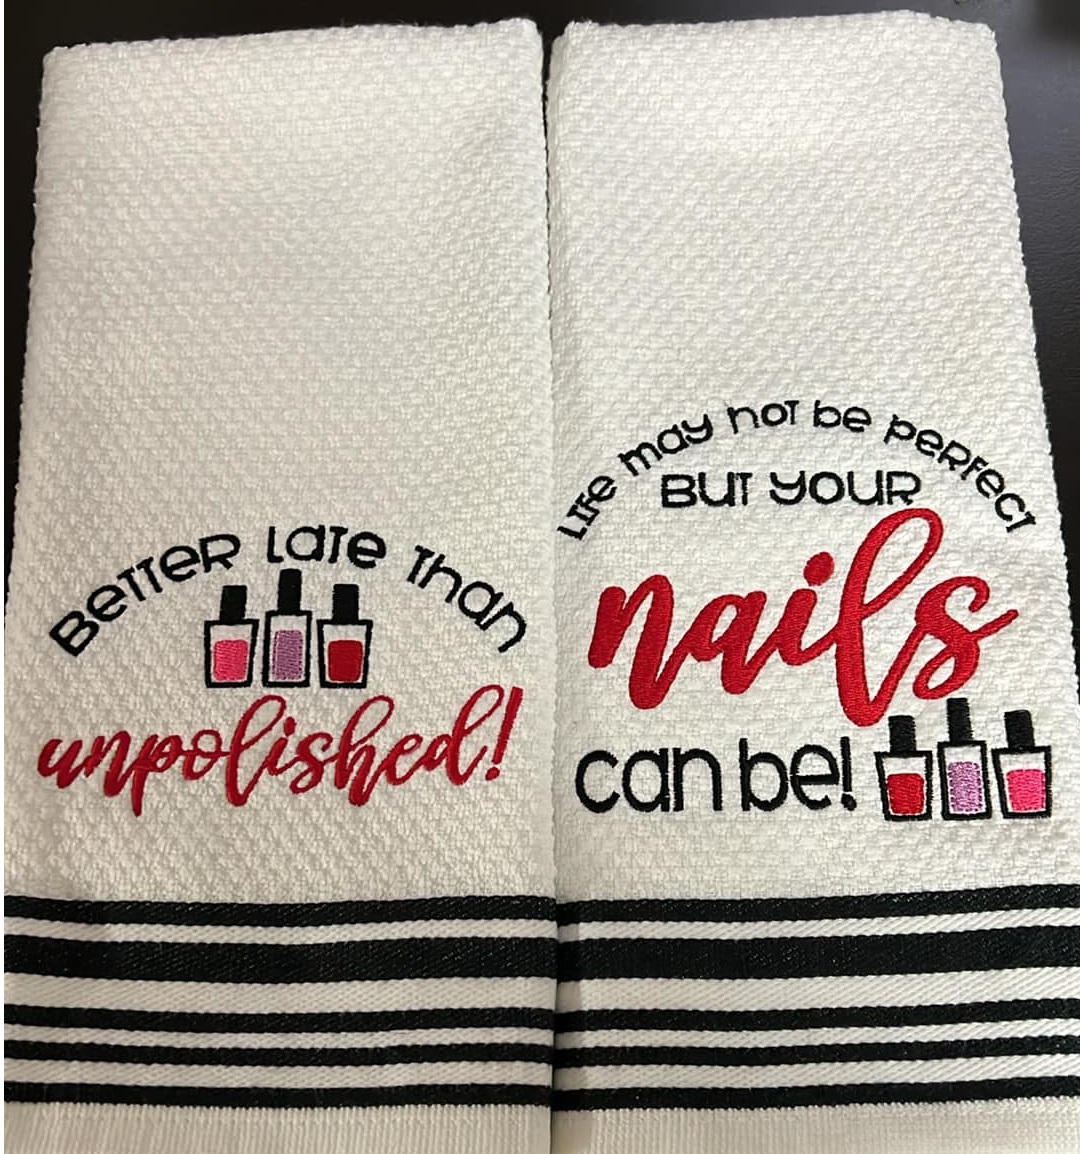 Better Late Than
unpolished!
Life may not be perfect
BUT YOUR
nails
can be!